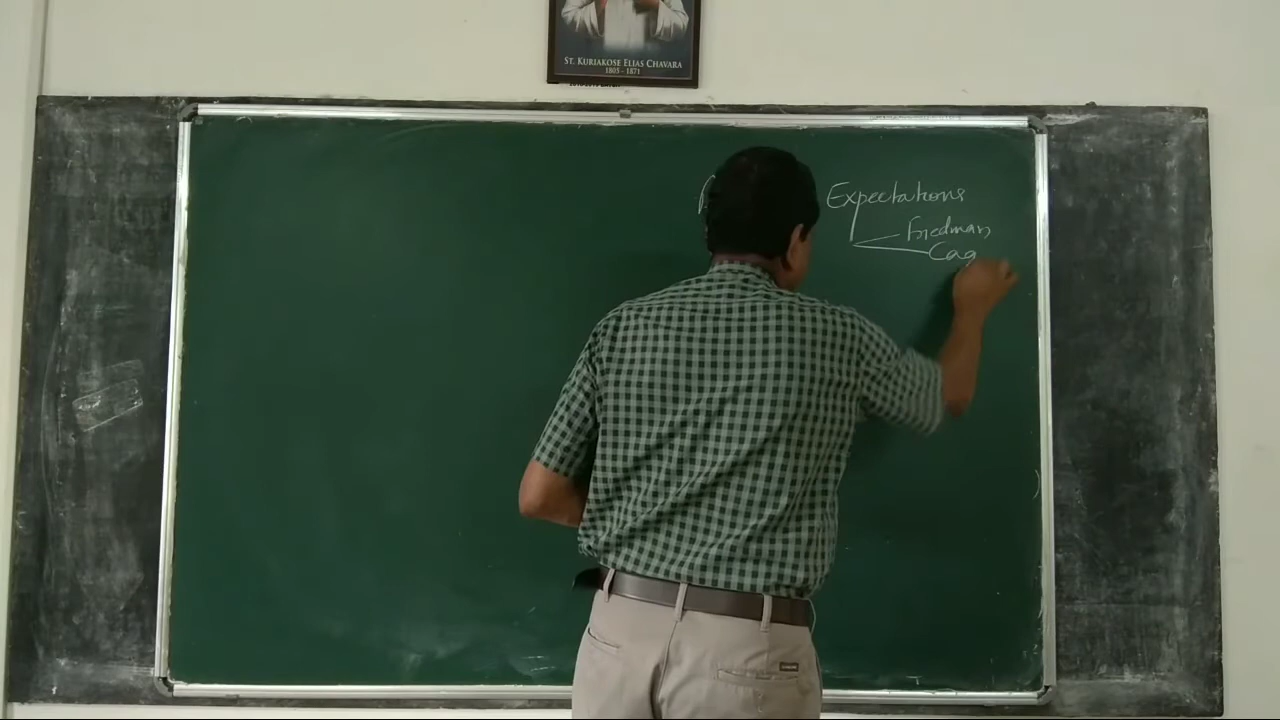 ST. KURIAKOSE ELIAS CHAVARA
1805 - 1871
Expectations
Friedman
Cag